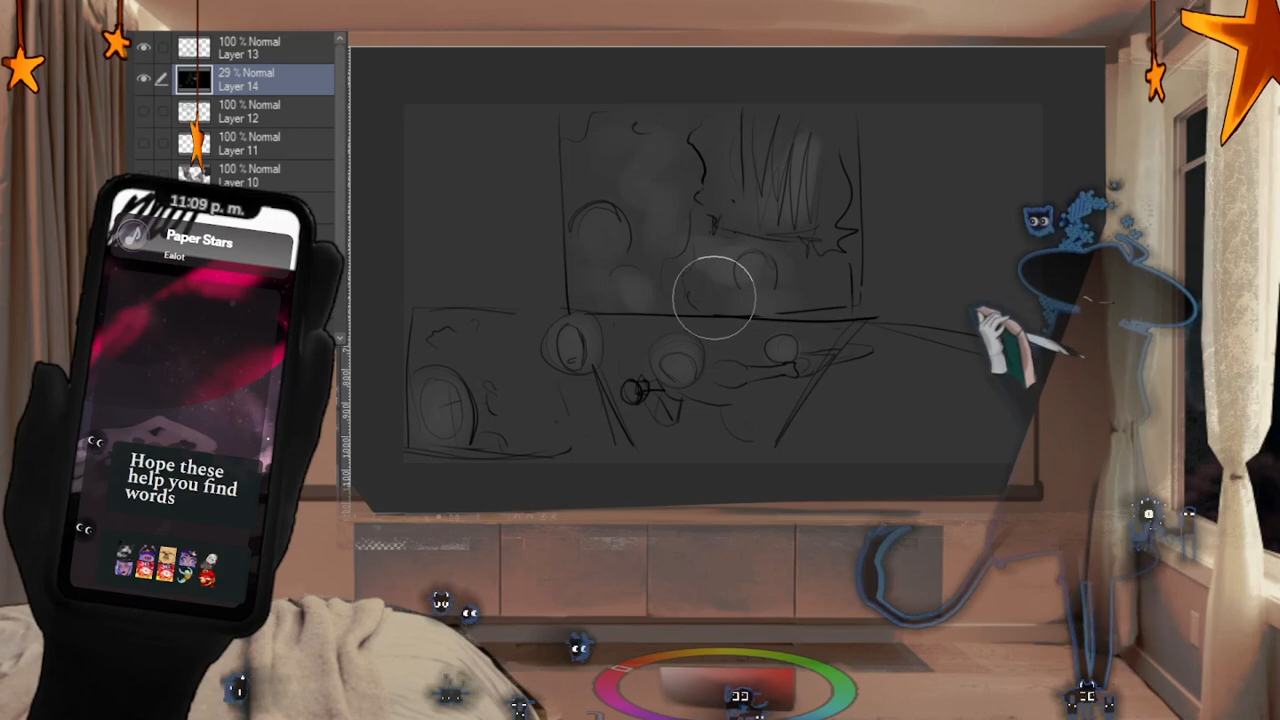 100 % Normal
Layer 13
29 % Normal
Layer 14
100 % Normal
Layer 12
100 % Normal
Layer 11
100 % Normal
Layer 10
11:09 p. m.
Paper Stars
Ealot
Hope these
help you find
words